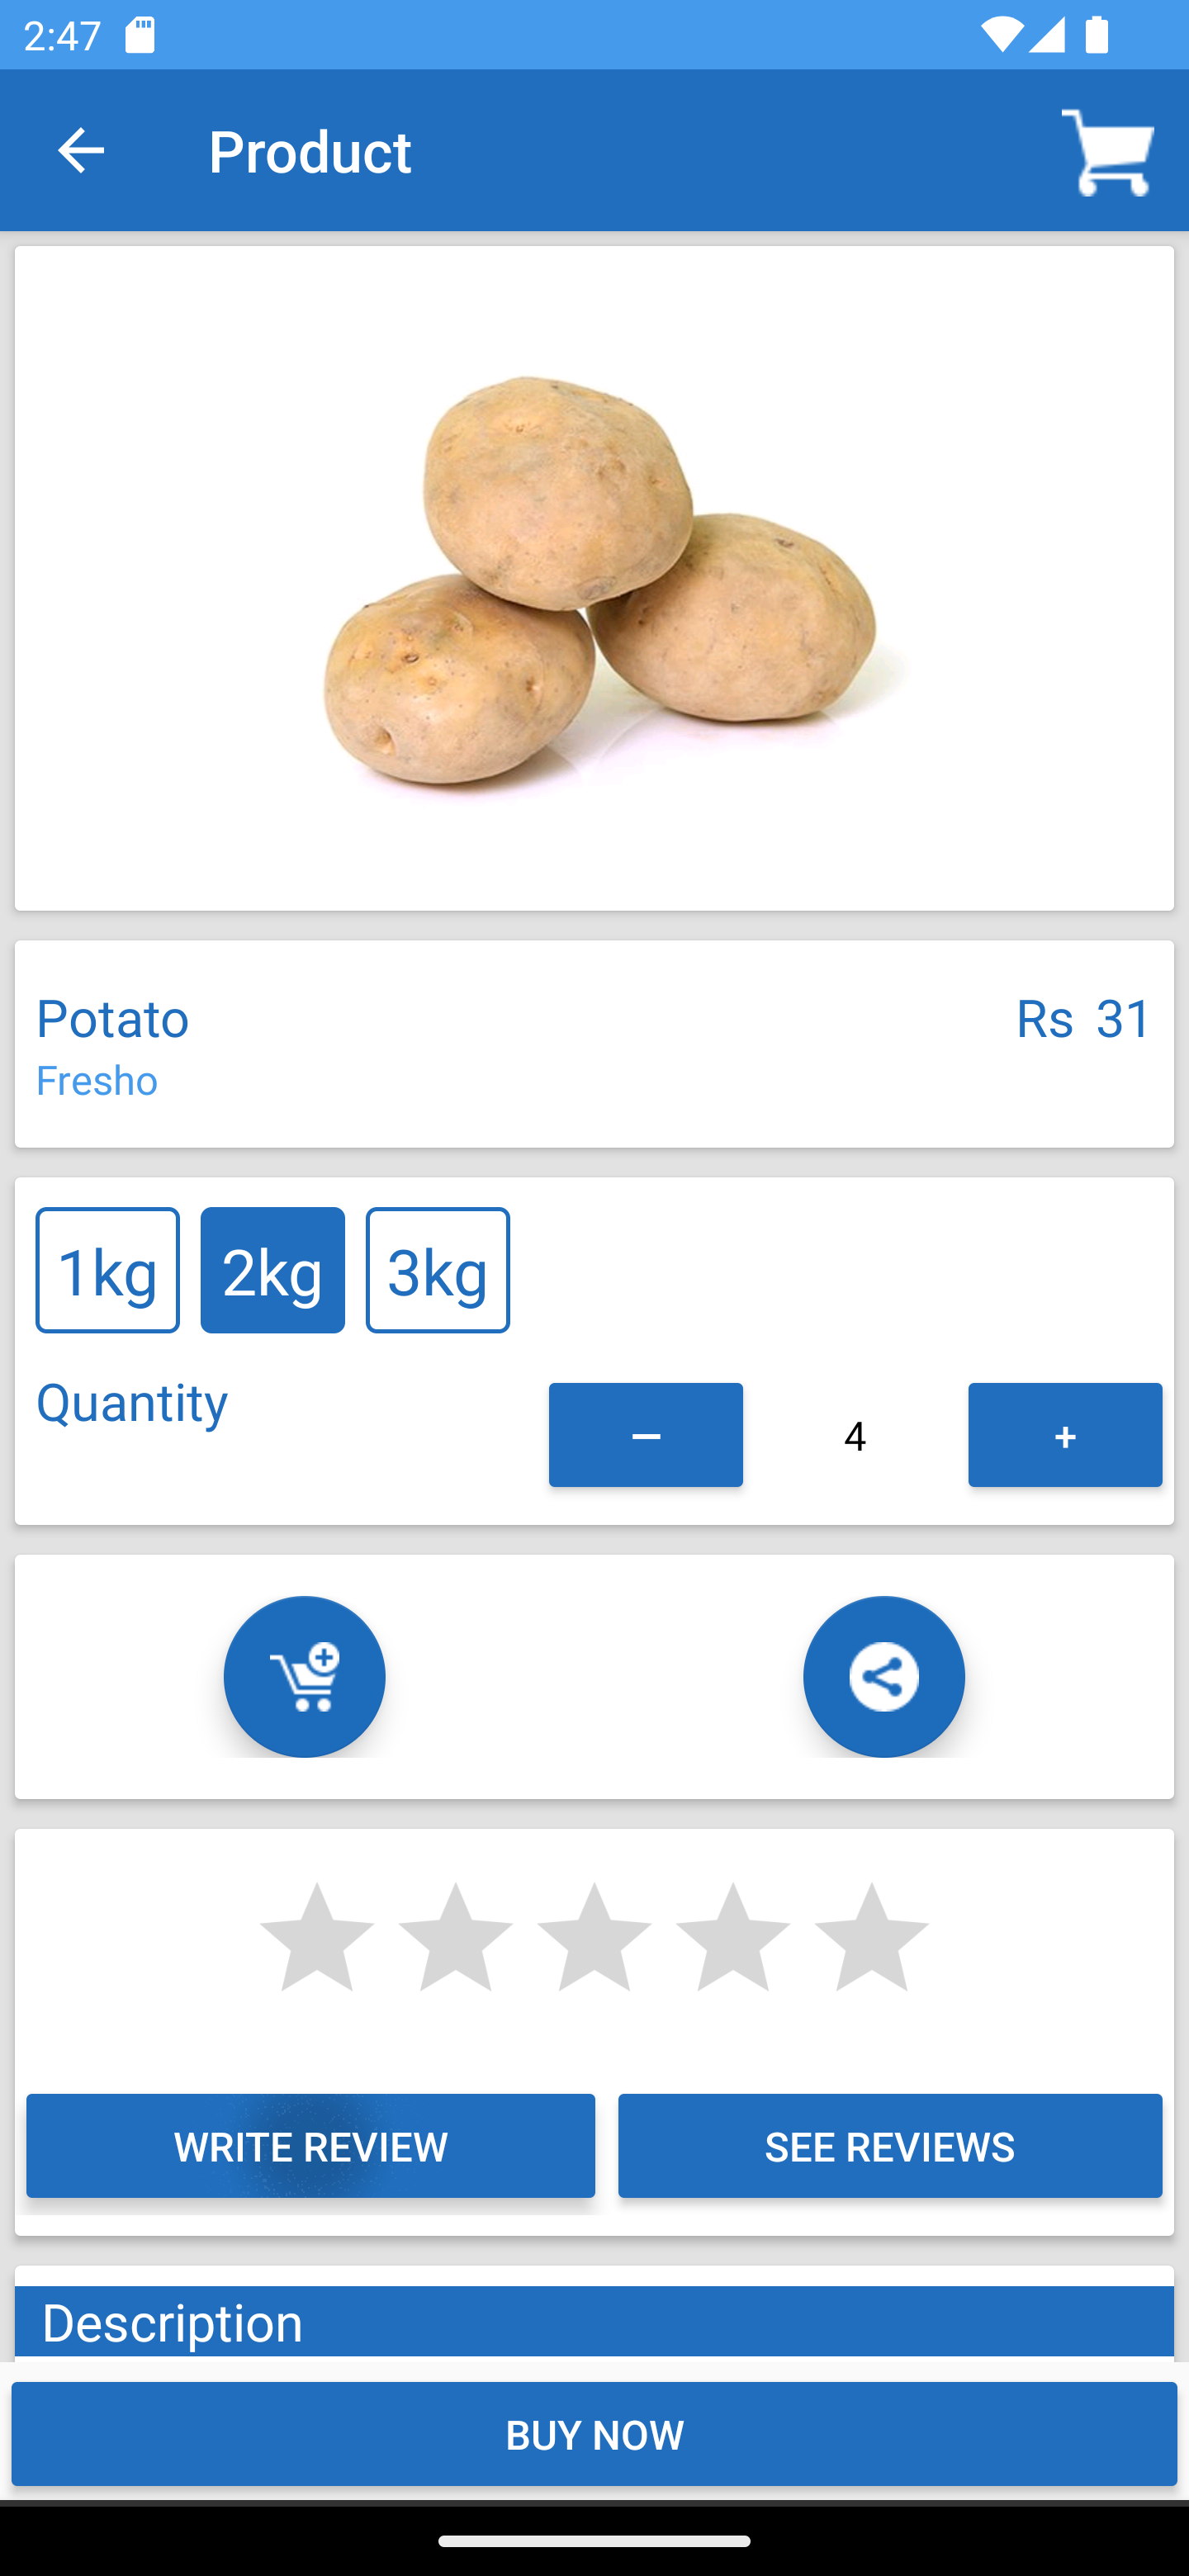 2:47
Product
Potato
Rs 31
Fresho
1kg 2kg 3kg
Quantity
– 4 +
WRITE REVIEW
SEE REVIEWS
Description
BUY NOW